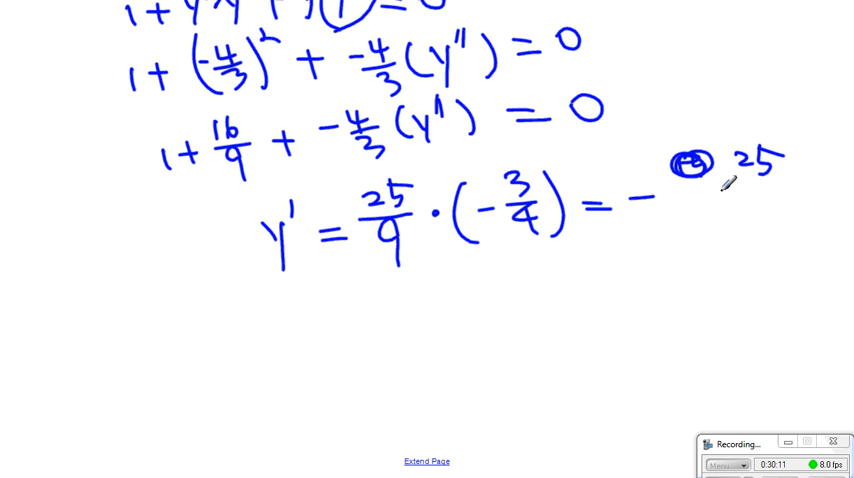 1 + (-4/3)² + -4/3 (y'') = 0
1 + 16/9 + -4/3 (y'') = 0
25
y' = 25/9 · (-3/4) = -
Extend Page
Recording...
Menu
0:30:11 8.0 fps